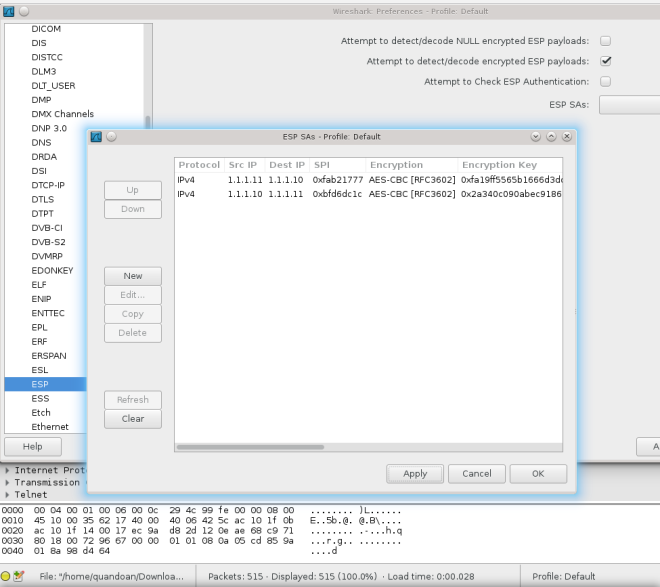 Wireshark: Preferences - Profile: Default
DICOM
DIS
DISTCC
DLM3
DLT_USER
DMP
DMX Channels
DNP 3.0
DNS
DRDA
DSI
DTCP-IP
DTLS
DTPT
DVB-CI
DVB-S2
DVMRP
EDONKEY
ELF
ENIP
ENTTEC
EPL
ERF
ERSPAN
ESL
ESP
ESS
Etch
Ethernet
Attempt to detect/decode NULL encrypted ESP payloads:
Attempt to detect/decode encrypted ESP payloads:
Attempt to Check ESP Authentication:
ESP SAs:
ESP SAs - Profile: Default
Up
Down
New
Edit...
Copy
Delete
Refresh
Clear
Protocol Src IP Dest IP SPI Encryption Encryption Key
IPv4 1.1.1.11 1.1.1.10 0xfab21777 AES-CBC [RFC3602] 0xfa19ff5565b1666d3d
IPv4 1.1.1.10 1.1.1.11 0xbfd6dc1c AES-CBC [RFC3602] 0x2a340c090abec9186
Apply Cancel OK
Help
A
Internet Prot
Transmission
Telnet
0000 00 04 00 01 00 06 00 0c 29 4c 99 fe 00 00 08 00 ........ )L......
0010 45 10 00 35 62 17 40 00 40 06 42 5c ac 10 1f 0b E..5b.@. @.B\....
0020 ac 10 1f 14 00 17 ec 9a d8 2d 12 0e ae 68 c9 71 ........ .-...h.q
0030 80 18 00 72 96 67 00 00 01 01 08 0a 05 cd 85 9a ...r.g.. ........
0040 01 8a 98 d4 64 ....d
File: "/home/quandoan/Downloa... Packets: 515 · Displayed: 515 (100.0%) · Load time: 0:00.028 Profile: Default